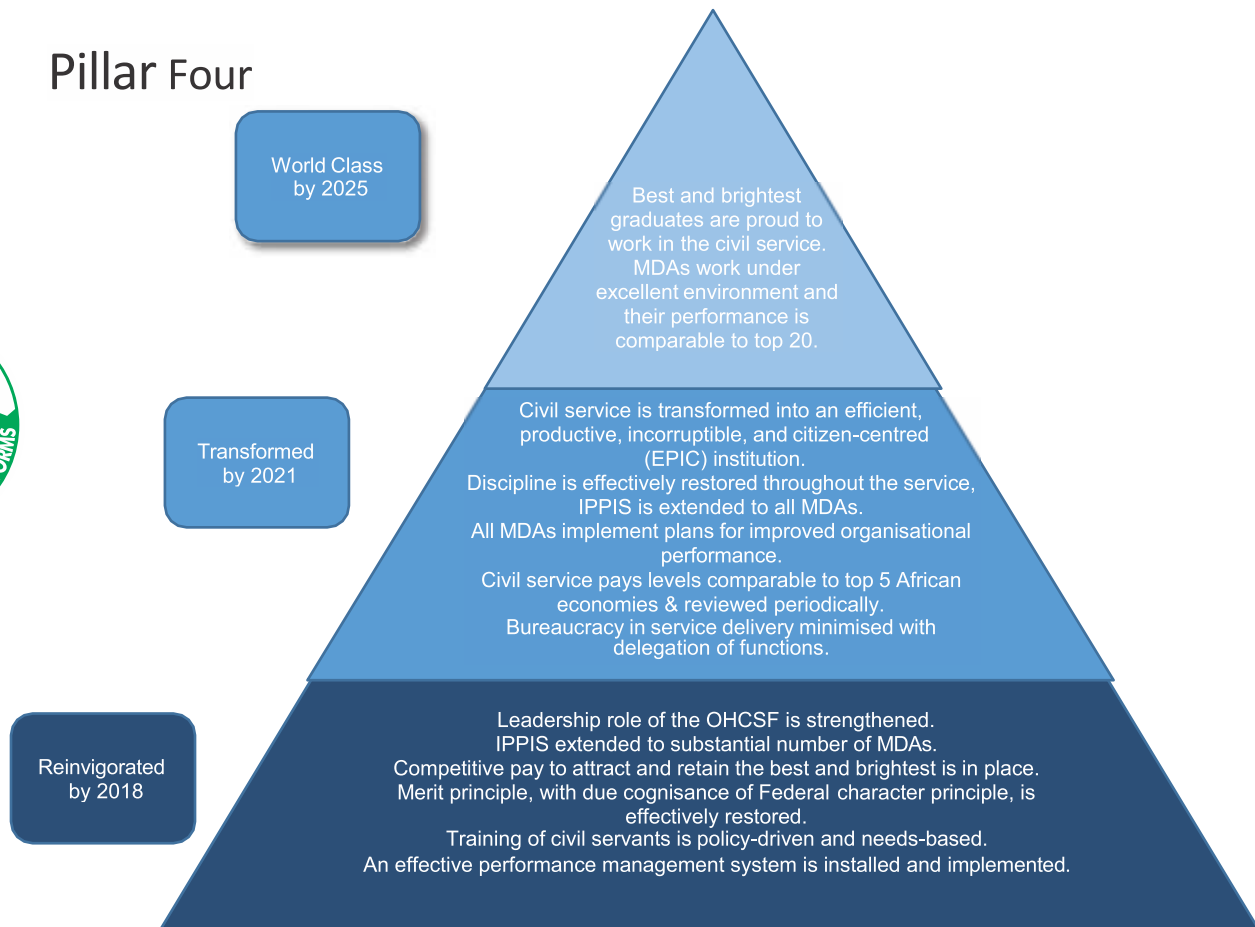 Pillar Four
World Class
by 2025
Best and brightest
graduates are proud to
work in the civil service.
MDAs work under
excellent environment and
their performance is
comparable to top 20.
Transformed
by 2021
Civil service is transformed into an efficient,
productive, incorruptible, and citizen-centred
(EPIC) institution.
Discipline is effectively restored throughout the service,
IPPIS is extended to all MDAs.
All MDAs implement plans for improved organisational
performance.
Civil service pays levels comparable to top 5 African
economies & reviewed periodically.
Bureaucracy in service delivery minimised with
delegation of functions.
Reinvigorated
by 2018
Leadership role of the OHCSF is strengthened.
IPPIS extended to substantial number of MDAs.
Competitive pay to attract and retain the best and brightest is in place.
Merit principle, with due cognisance of Federal character principle, is
effectively restored.
Training of civil servants is policy-driven and needs-based.
An effective performance management system is installed and implemented.